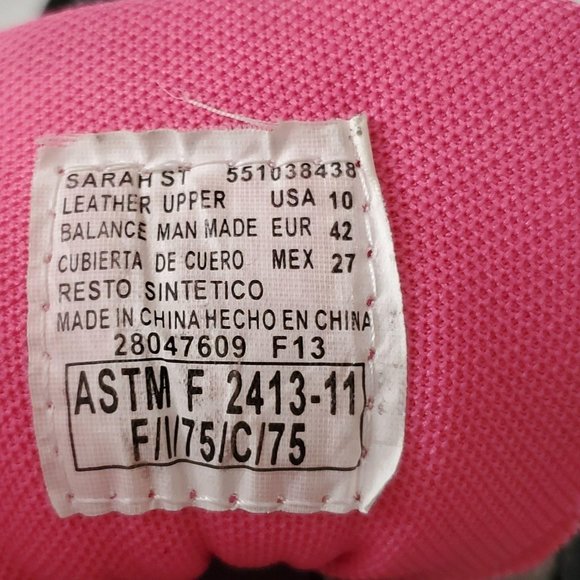 SARAH ST 551038438
LEATHER UPPER USA 10
BALANCE MAN MADE EUR 42
CUBIERTA DE CUERO MEX 27
RESTO SINTETICO
MADE IN CHINA HECHO EN CHINA
28047609 F13
ASTM F 2413-11
F/I/75/C/75